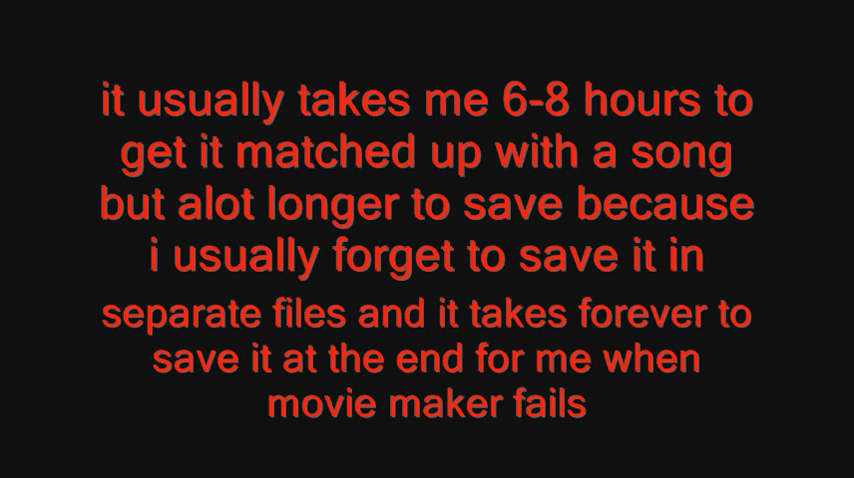 it usually takes me 6-8 hours to
get it matched up with a song
but alot longer to save because
i usually forget to save it in
separate files and it takes forever to
save it at the end for me when
movie maker fails